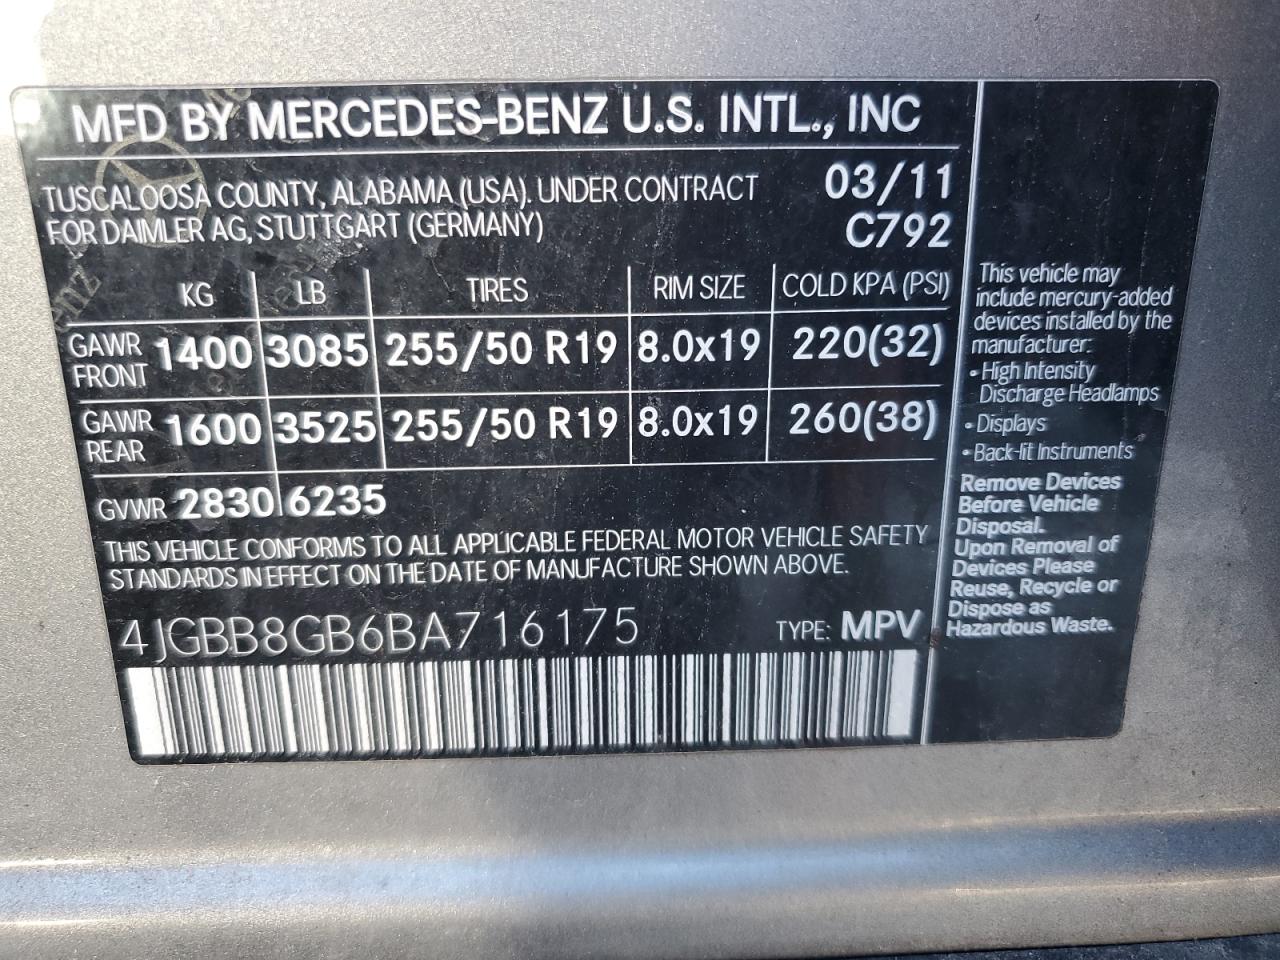 MFD BY MERCEDES-BENZ U.S. INTL., INC
TUSCALOOSA COUNTY, ALABAMA (USA). UNDER CONTRACT
FOR DAIMLER AG, STUTTGART (GERMANY)
03/11
C792
KG LB TIRES RIM SIZE COLD KPA (PSI)
GAWR FRONT 1400 3085 255/50 R19 8.0x19 220(32)
GAWR REAR 1600 3525 255/50 R19 8.0x19 260(38)
GVWR 2830 6235
THIS VEHICLE CONFORMS TO ALL APPLICABLE FEDERAL MOTOR VEHICLE SAFETY
STANDARDS IN EFFECT ON THE DATE OF MANUFACTURE SHOWN ABOVE.
4JGBB8GB6BA716175 TYPE: MPV
This vehicle may
include mercury-added
devices installed by the
manufacturer:
• High Intensity
Discharge Headlamps
• Displays
• Back-lit Instruments
Remove Devices
Before Vehicle
Disposal.
Upon Removal of
Devices Please
Reuse, Recycle or
Dispose as
Hazardous Waste.